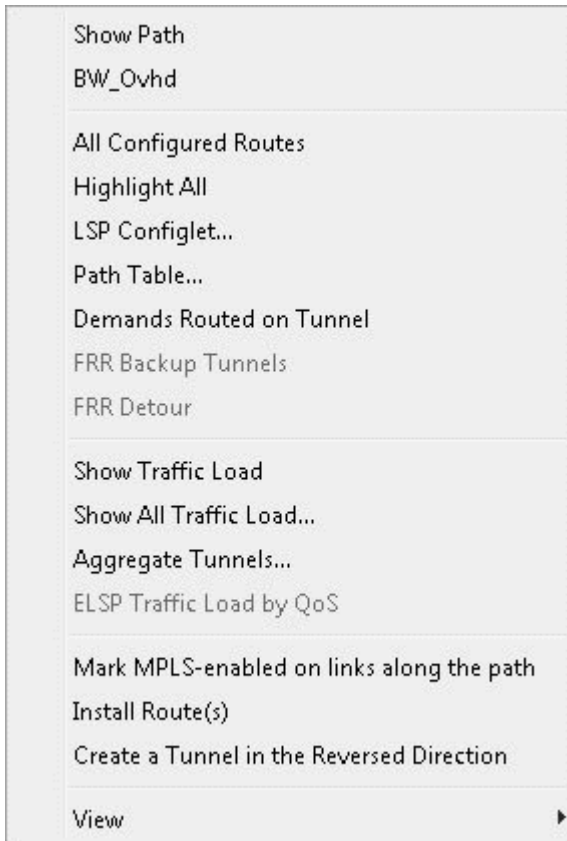 Show Path
BW_Ovhd
All Configured Routes
Highlight All
LSP Configlet...
Path Table...
Demands Routed on Tunnel
FRR Backup Tunnels
FRR Detour
Show Traffic Load
Show All Traffic Load...
Aggregate Tunnels...
ELSP Traffic Load by QoS
Mark MPLS-enabled on links along the path
Install Route(s)
Create a Tunnel in the Reversed Direction
View